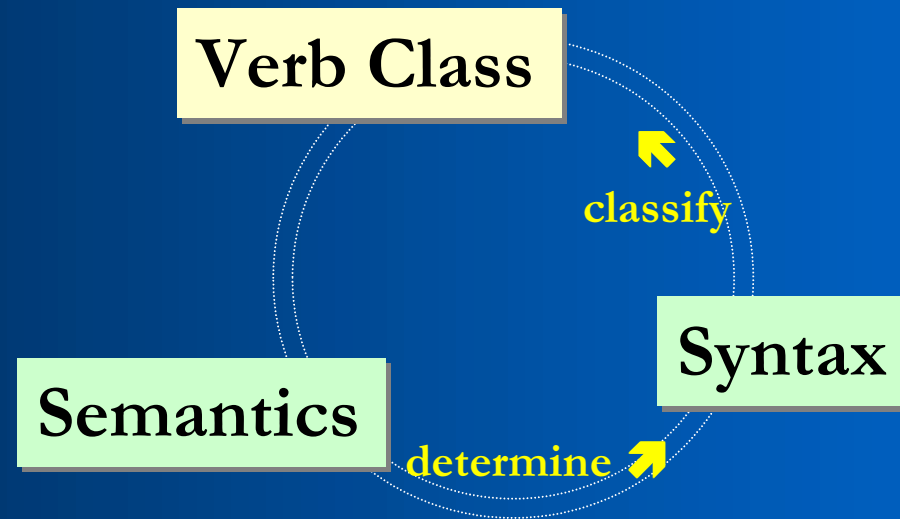 Verb Class
classify
Syntax
Semantics
determine